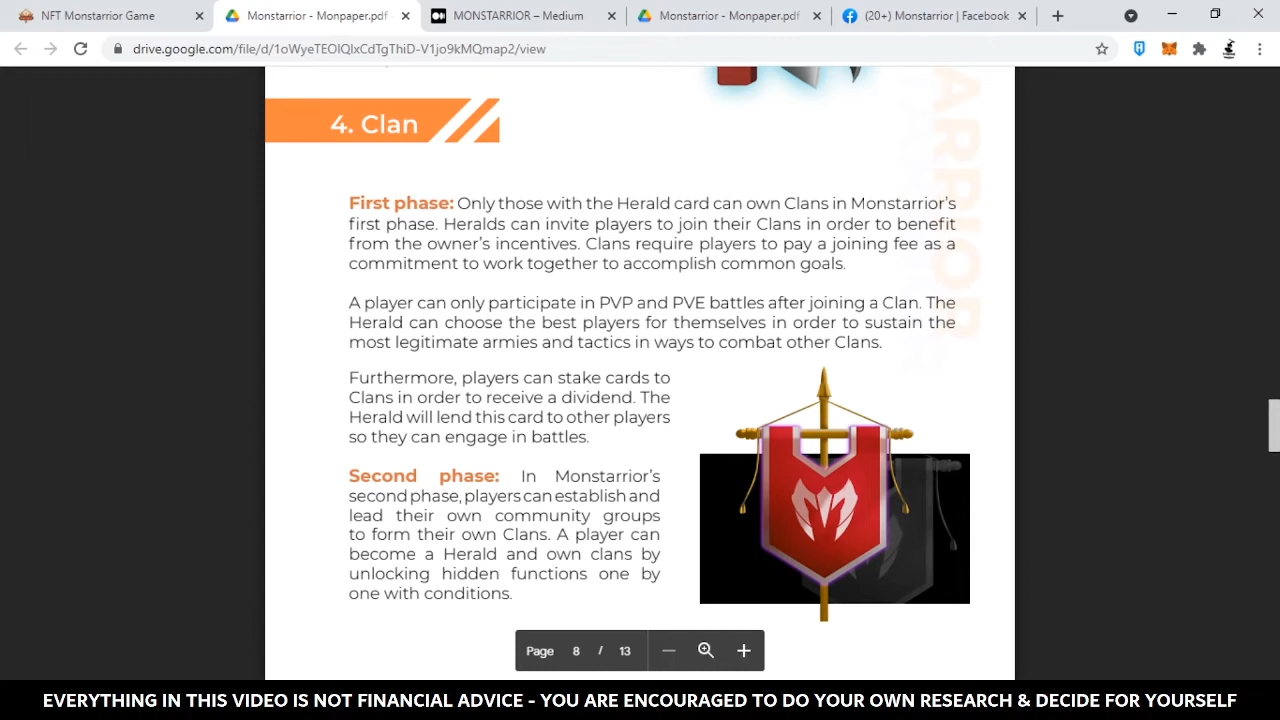 NFT Monstarrior Game
Monstarrior - Monpaper.pdf -
MONSTARRIOR – Medium
Monstarrior - Monpaper.pdf
(20+) Monstarrior | Facebook
drive.google.com/file/d/1oWyeTEOlQlxCdTgThiD-V1jo9kMQmap2/view
ARRIOR
4. Clan
First phase: Only those with the Herald card can own Clans in Monstarrior's
first phase. Heralds can invite players to join their Clans in order to benefit
from the owner's incentives. Clans require players to pay a joining fee as a
commitment to work together to accomplish common goals.
A player can only participate in PVP and PVE battles after joining a Clan. The
Herald can choose the best players for themselves in order to sustain the
most legitimate armies and tactics in ways to combat other Clans.
Furthermore, players can stake cards to
Clans in order to receive a dividend. The
Herald will lend this card to other players
so they can engage in battles.
Second phase: In Monstarrior's
second phase, players can establish and
lead their own community groups
to form their own Clans. A player can
become a Herald and own clans by
unlocking hidden functions one by
one with conditions.
Page 8 / 13
EVERYTHING IN THIS VIDEO IS NOT FINANCIAL ADVICE - YOU ARE ENCOURAGED TO DO YOUR OWN RESEARCH & DECIDE FOR YOURSELF